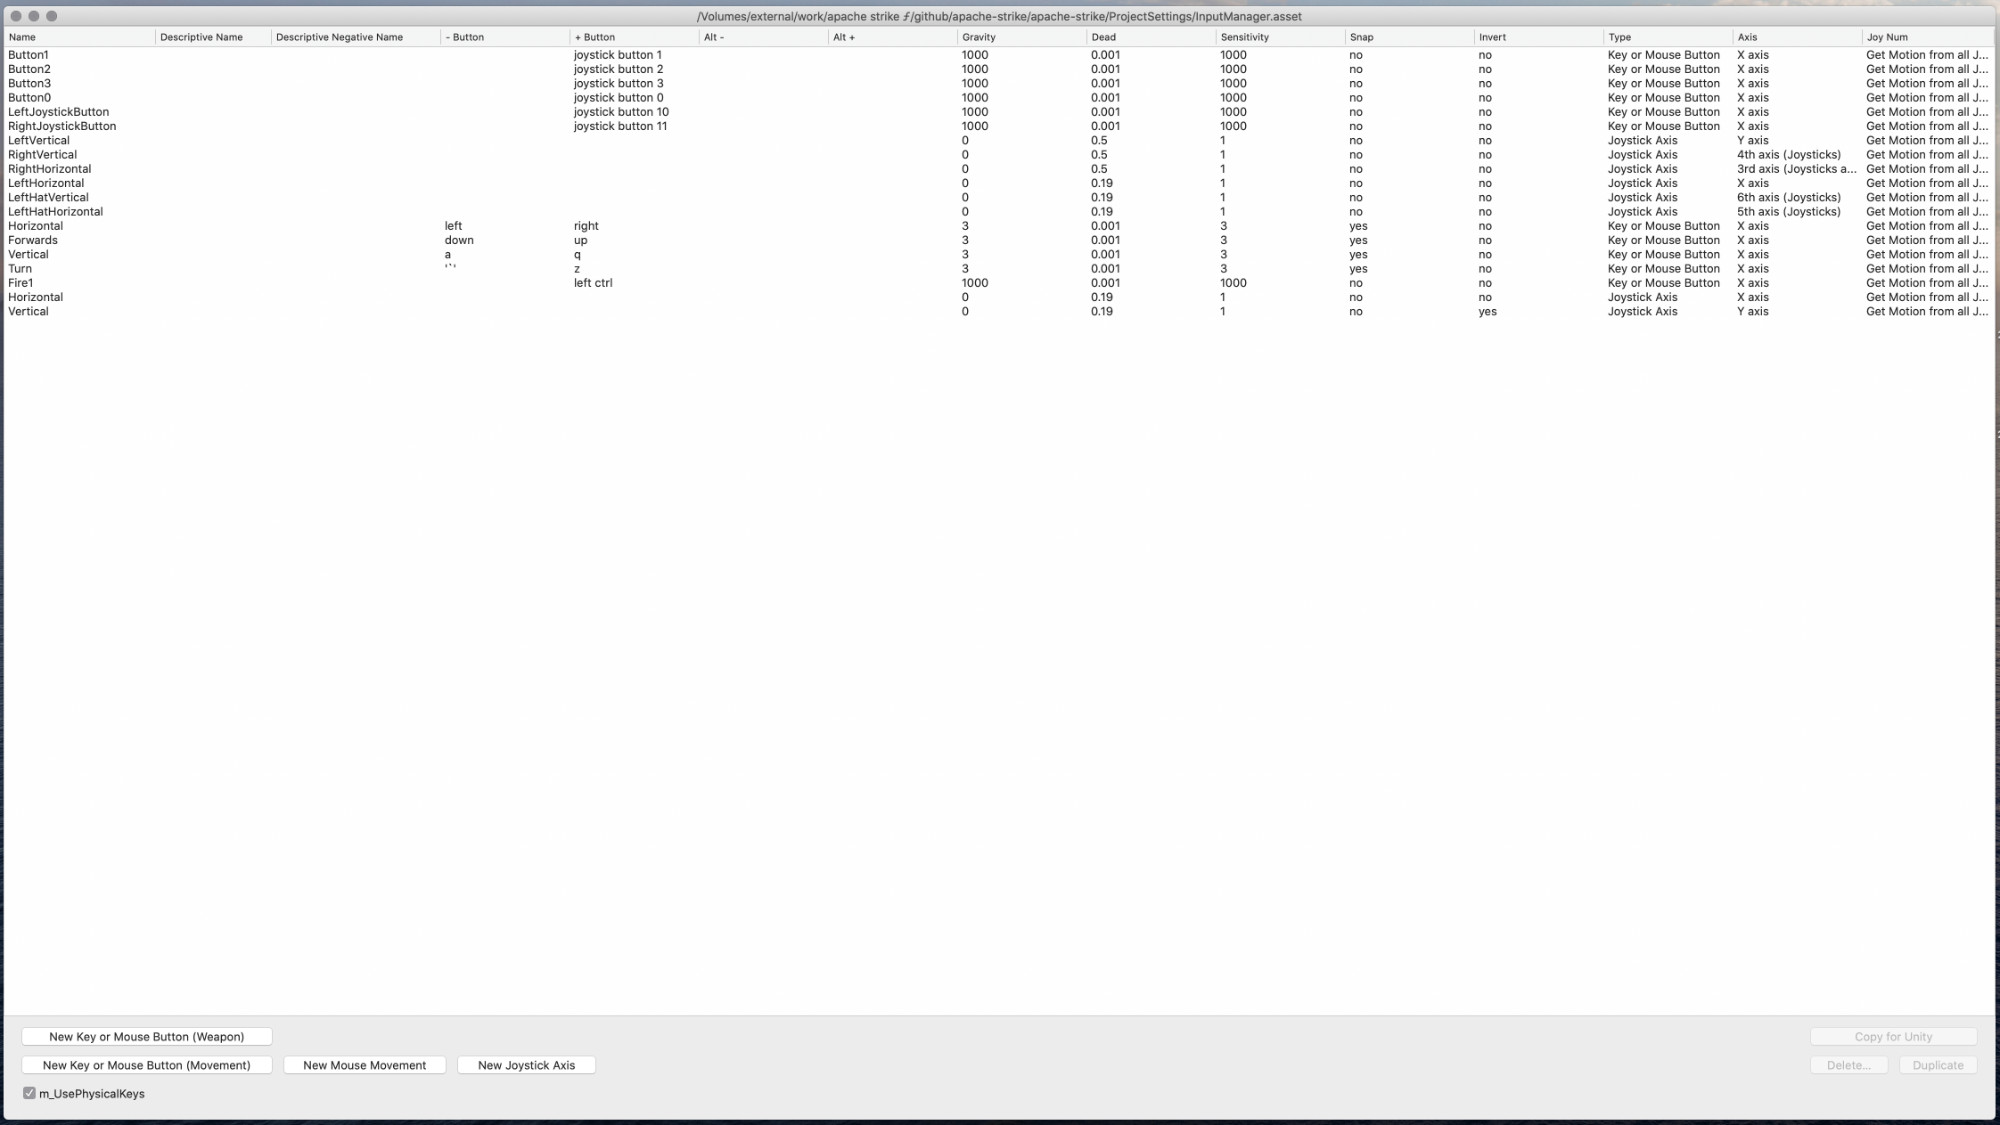 /Volumes/external/work/apache strike ƒ/github/apache-strike/apache-strike/ProjectSettings/InputManager.asset
Name Descriptive Name Descriptive Negative Name - Button + Button Alt - Alt + Gravity Dead Sensitivity Snap Invert Type Axis Joy Num
Button1 joystick button 1 1000 0.001 1000 no no Key or Mouse Button X axis Get Motion from all J...
Button2 joystick button 2 1000 0.001 1000 no no Key or Mouse Button X axis Get Motion from all J...
Button3 joystick button 3 1000 0.001 1000 no no Key or Mouse Button X axis Get Motion from all J...
Button0 joystick button 0 1000 0.001 1000 no no Key or Mouse Button X axis Get Motion from all J...
LeftJoystickButton joystick button 10 1000 0.001 1000 no no Key or Mouse Button X axis Get Motion from all J...
RightJoystickButton joystick button 11 1000 0.001 1000 no no Key or Mouse Button X axis Get Motion from all J...
LeftVertical 0 0.5 1 no no Joystick Axis Y axis Get Motion from all J...
RightVertical 0 0.5 1 no no Joystick Axis 4th axis (Joysticks) Get Motion from all J...
RightHorizontal 0 0.5 1 no no Joystick Axis 3rd axis (Joysticks a... Get Motion from all J...
LeftHorizontal 0 0.19 1 no no Joystick Axis X axis Get Motion from all J...
LeftHatVertical 0 0.19 1 no no Joystick Axis 6th axis (Joysticks) Get Motion from all J...
LeftHatHorizontal 0 0.19 1 no no Joystick Axis 5th axis (Joysticks) Get Motion from all J...
Horizontal left right 3 0.001 3 yes no Key or Mouse Button X axis Get Motion from all J...
Forwards down up 3 0.001 3 yes no Key or Mouse Button X axis Get Motion from all J...
Vertical a q 3 0.001 3 yes no Key or Mouse Button X axis Get Motion from all J...
Turn '`' z 3 0.001 3 yes no Key or Mouse Button X axis Get Motion from all J...
Fire1 left ctrl 1000 0.001 1000 no no Key or Mouse Button X axis Get Motion from all J...
Horizontal 0 0.19 1 no no Joystick Axis X axis Get Motion from all J...
Vertical 0 0.19 1 no yes Joystick Axis Y axis Get Motion from all J...
New Key or Mouse Button (Weapon) Copy for Unity
New Key or Mouse Button (Movement) New Mouse Movement New Joystick Axis Delete... Duplicate
m_UsePhysicalKeys